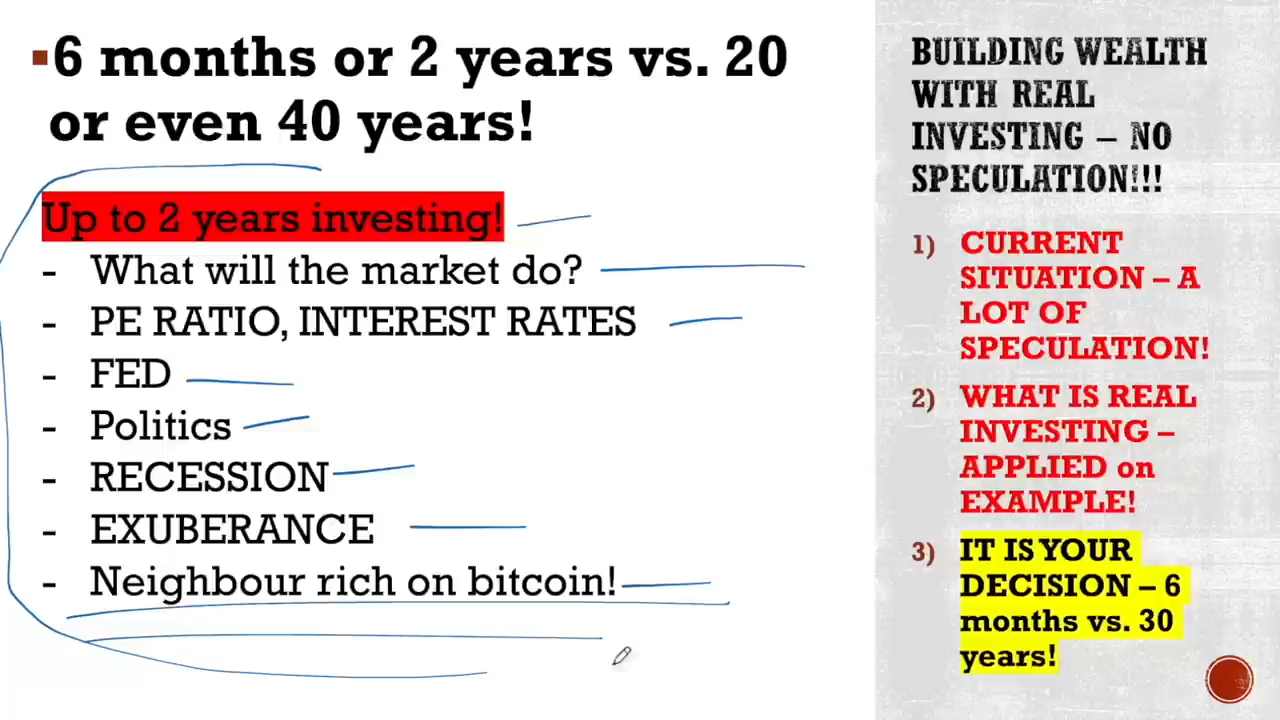 ▪6 months or 2 years vs. 20
or even 40 years!
Up to 2 years investing!
- What will the market do?
- PE RATIO, INTEREST RATES
- FED
- Politics
- RECESSION
- EXUBERANCE
- Neighbour rich on bitcoin!
BUILDING WEALTH
WITH REAL
INVESTING – NO
SPECULATION!!!
1) CURRENT
SITUATION – A
LOT OF
SPECULATION!
2) WHAT IS REAL
INVESTING –
APPLIED on
EXAMPLE!
3) IT IS YOUR
DECISION – 6
months vs. 30
years!